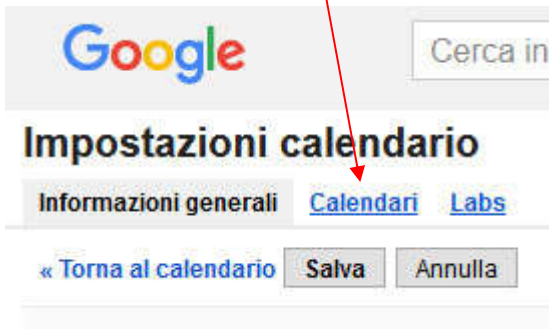 Google Cerca in
Impostazioni calendario
Informazioni generali Calendari Labs
« Torna al calendario Salva Annulla